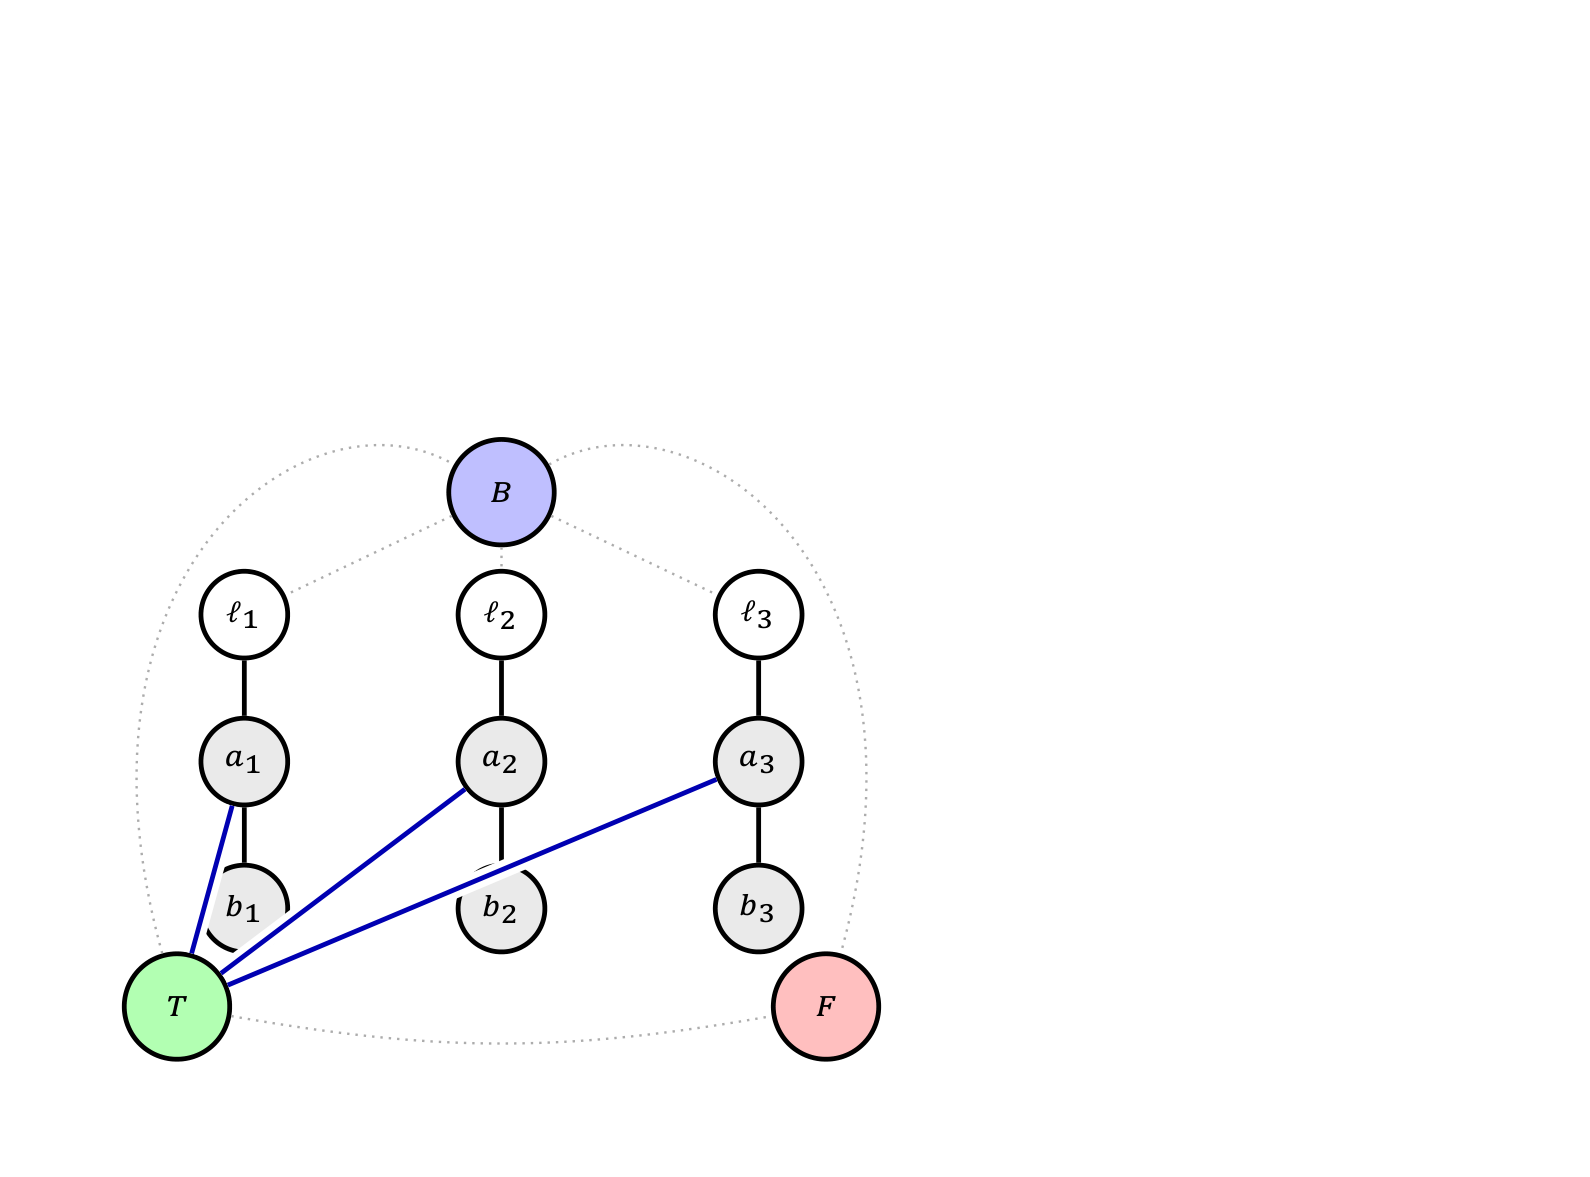 B
ℓ1 ℓ2 ℓ3
a1 a2 a3
b1 b2 b3
T F